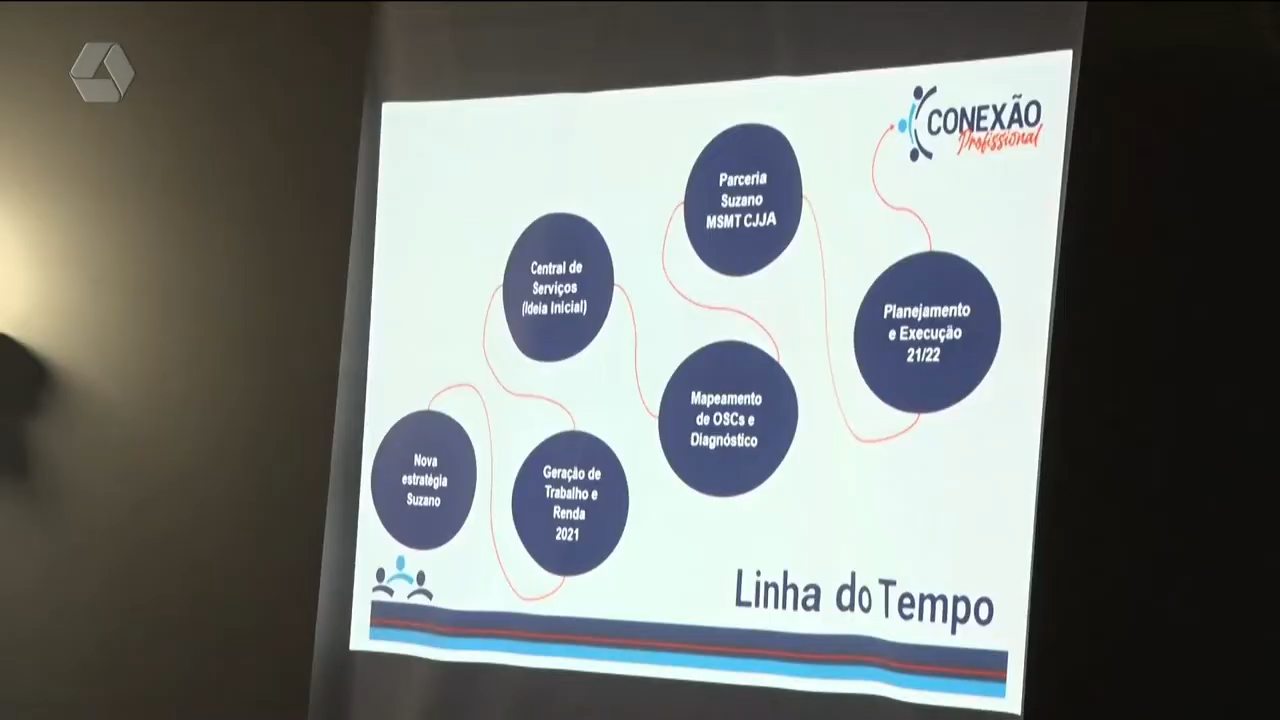 CONEXÃO
Profissional
Parceria
Suzano
MSMT CJJA
Central de
Serviços
(Ideia Inicial)
Planejamento
e Execução
21/22
Mapeamento
de OSCs e
Diagnóstico
Nova
estratégia
Suzano
Geração de
Trabalho e
Renda
2021
Linha do Tempo